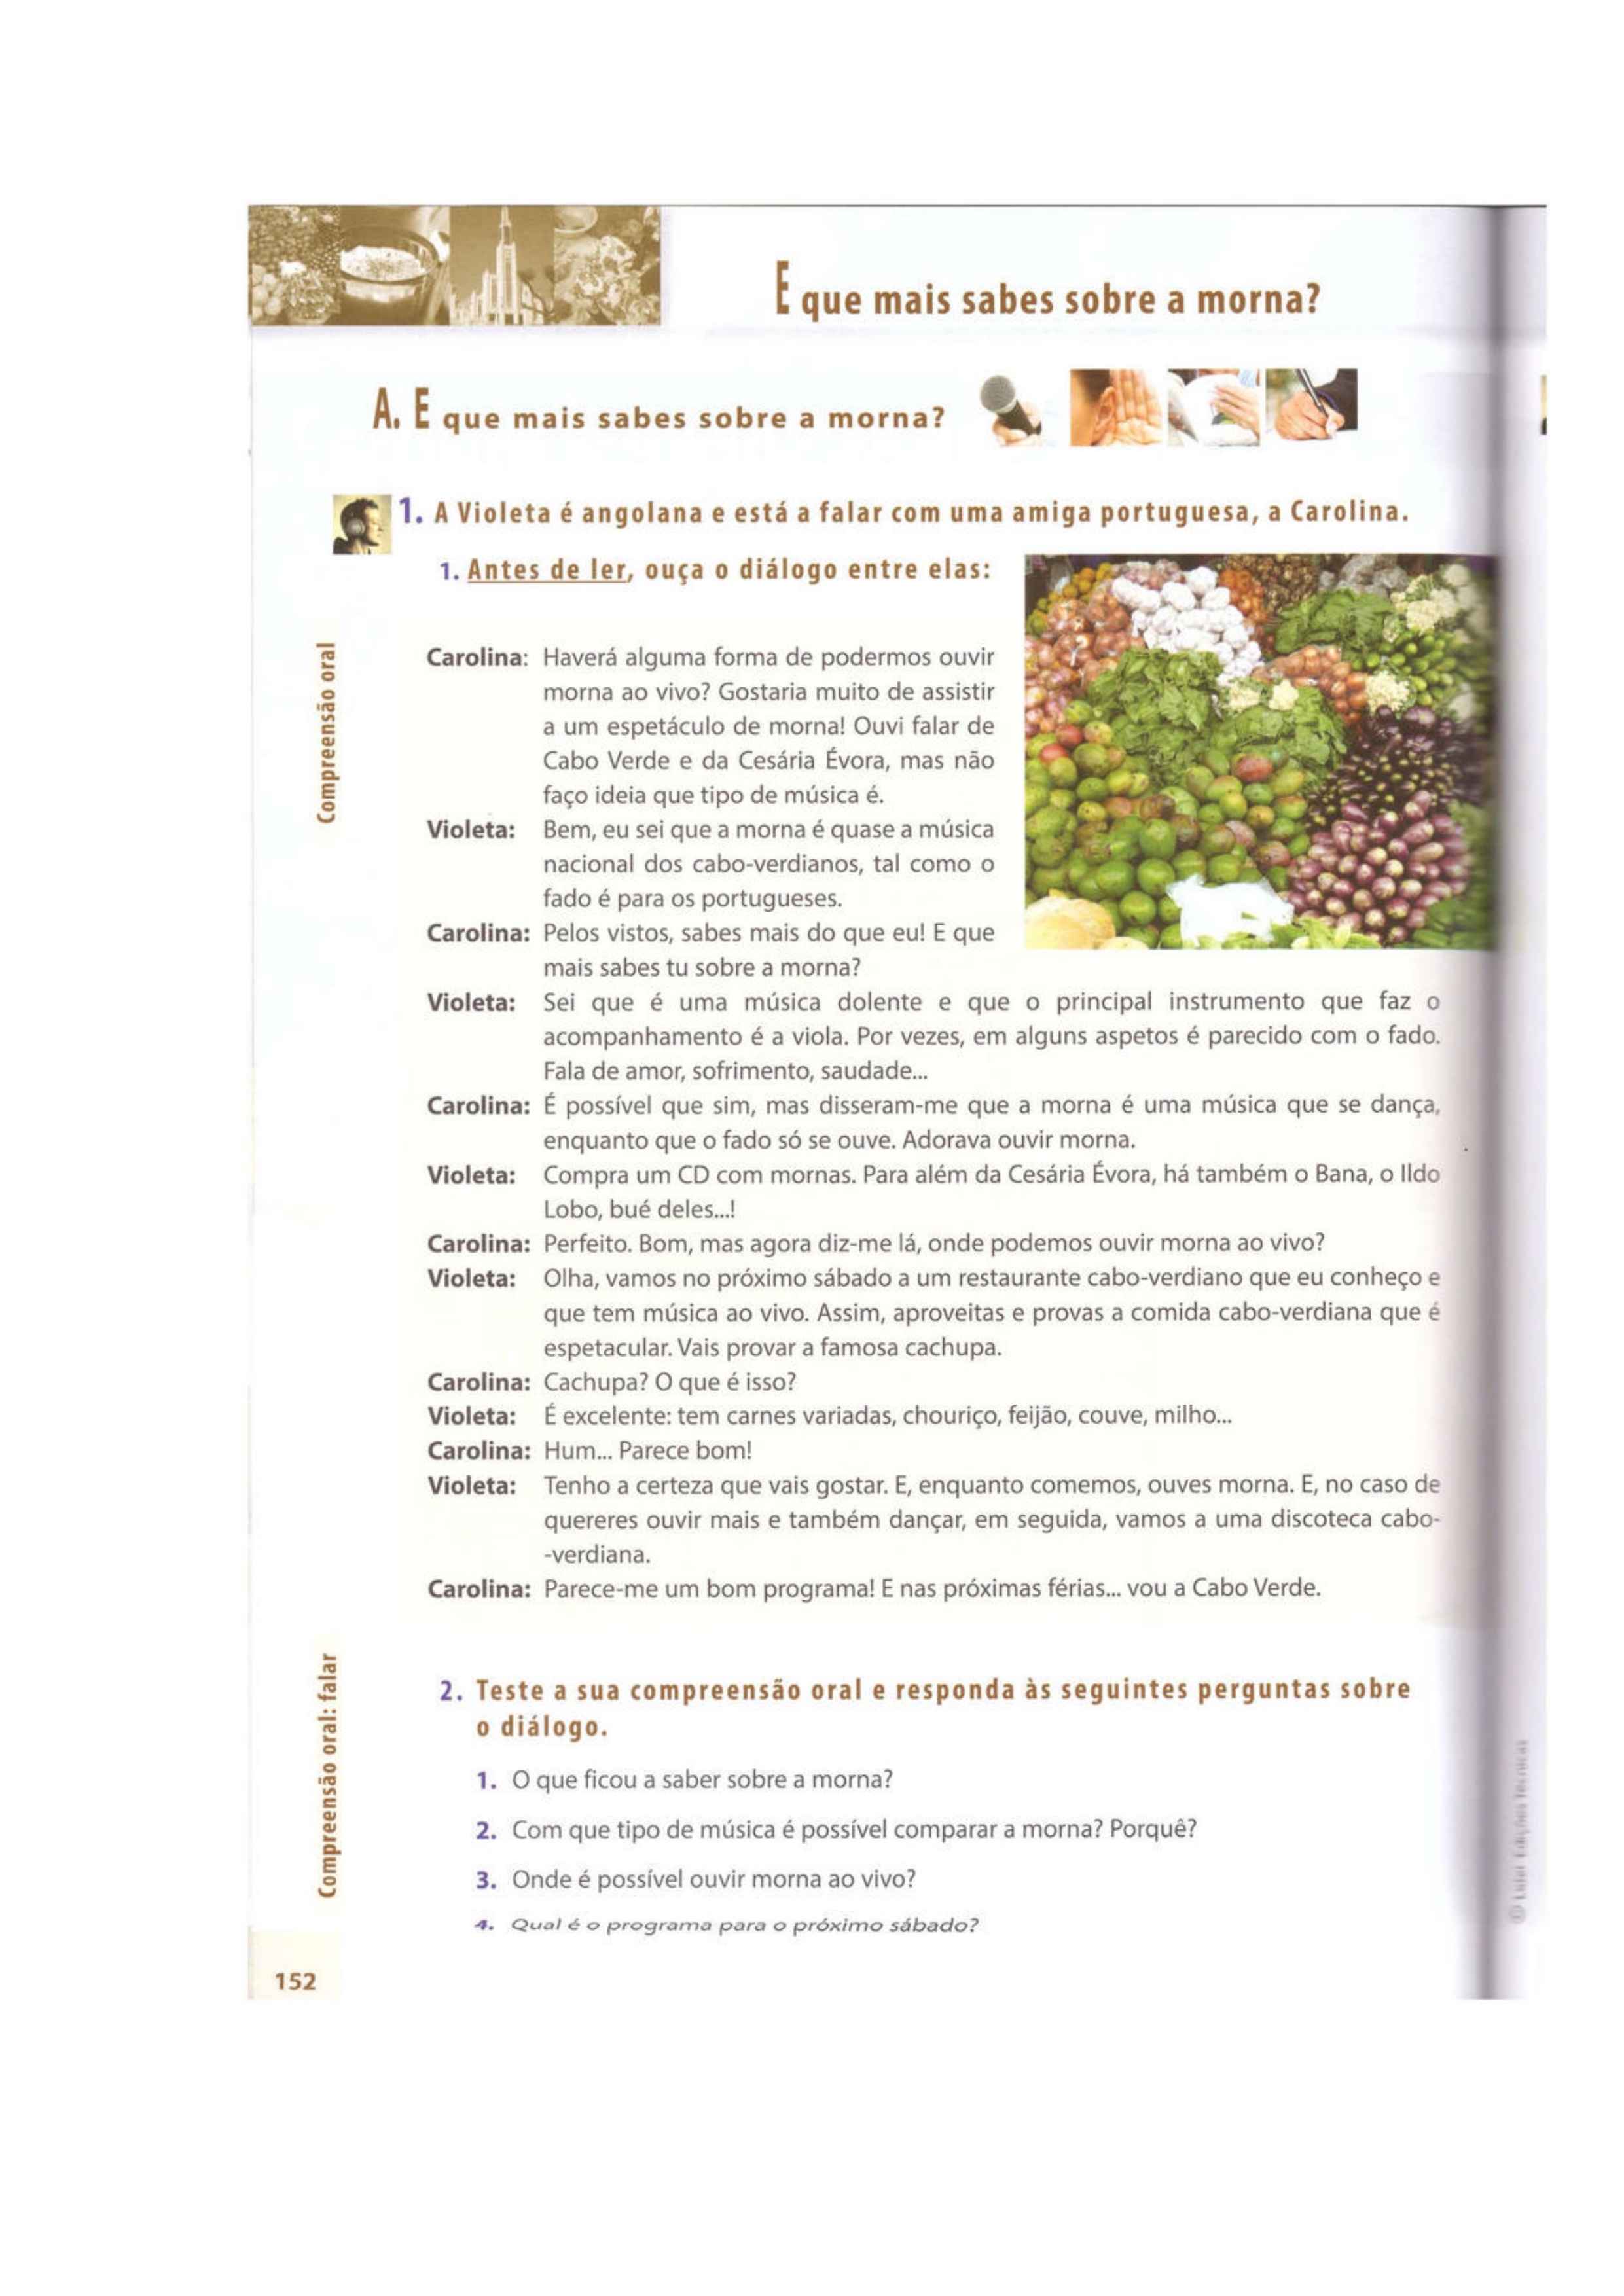 E que mais sabes sobre a morna?
A. E que mais sabes sobre a morna?
1. A Violeta é angolana e está a falar com uma amiga portuguesa, a Carolina.
1. Antes de ler, ouça o diálogo entre elas:
Compreensão oral
Carolina: Haverá alguma forma de podermos ouvir
morna ao vivo? Gostaria muito de assistir
a um espetáculo de morna! Ouvi falar de
Cabo Verde e da Cesária Évora, mas não
faço ideia que tipo de música é.
Violeta: Bem, eu sei que a morna é quase a música
nacional dos cabo-verdianos, tal como o
fado é para os portugueses.
Carolina: Pelos vistos, sabes mais do que eu! E que
mais sabes tu sobre a morna?
Violeta: Sei que é uma música dolente e que o principal instrumento que faz o
acompanhamento é a viola. Por vezes, em alguns aspetos é parecido com o fado.
Fala de amor, sofrimento, saudade...
Carolina: É possível que sim, mas disseram-me que a morna é uma música que se dança,
enquanto que o fado só se ouve. Adorava ouvir morna.
Violeta: Compra um CD com mornas. Para além da Cesária Évora, há também o Bana, o Ildo
Lobo, bué deles...!
Carolina: Perfeito. Bom, mas agora diz-me lá, onde podemos ouvir morna ao vivo?
Violeta: Olha, vamos no próximo sábado a um restaurante cabo-verdiano que eu conheço e
que tem música ao vivo. Assim, aproveitas e provas a comida cabo-verdiana que é
espetacular. Vais provar a famosa cachupa.
Carolina: Cachupa? O que é isso?
Violeta: É excelente: tem carnes variadas, chouriço, feijão, couve, milho...
Carolina: Hum... Parece bom!
Violeta: Tenho a certeza que vais gostar. E, enquanto comemos, ouves morna. E, no caso de
quereres ouvir mais e também dançar, em seguida, vamos a uma discoteca cabo-
-verdiana.
Carolina: Parece-me um bom programa! E nas próximas férias... vou a Cabo Verde.
Compreensão oral: falar
2. Teste a sua compreensão oral e responda às seguintes perguntas sobre
o diálogo.
1. O que ficou a saber sobre a morna?
2. Com que tipo de música é possível comparar a morna? Porquê?
3. Onde é possível ouvir morna ao vivo?
4. Qual é o programa para o próximo sábado?
152
© Lidel Edições Técnicas